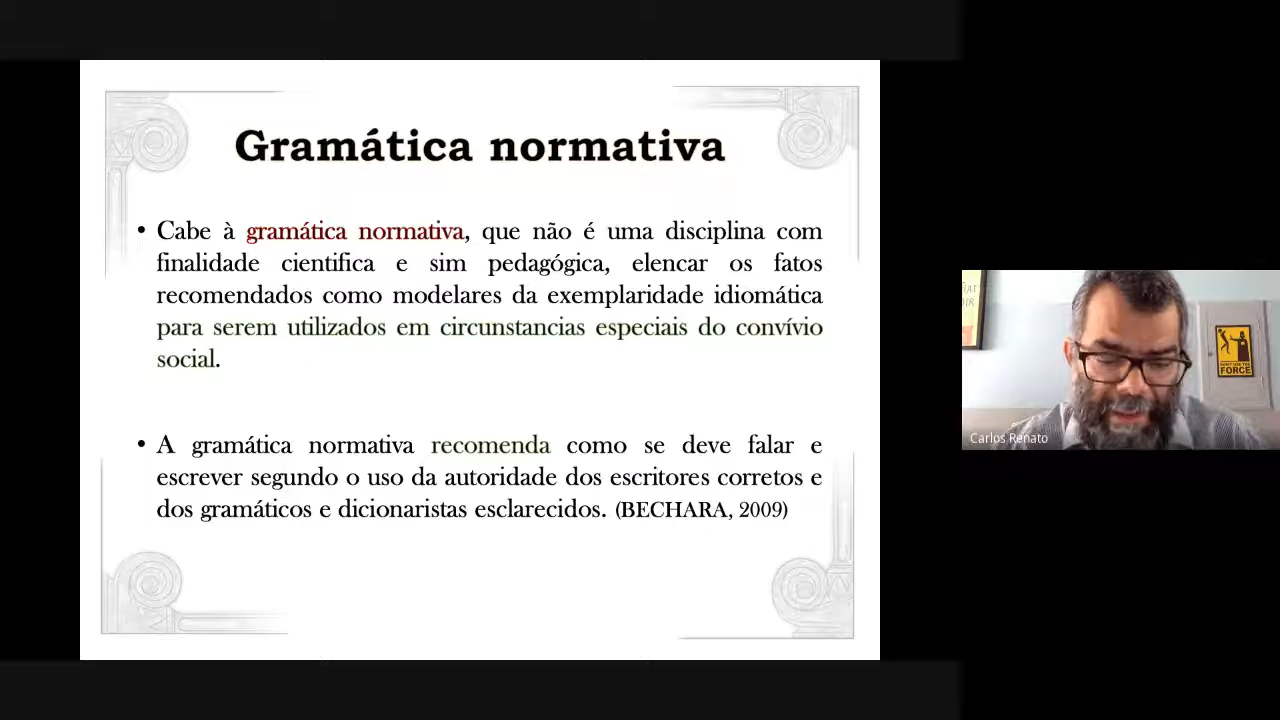 Gramática normativa
• Cabe à gramática normativa, que não é uma disciplina com
finalidade cientifica e sim pedagógica, elencar os fatos
recomendados como modelares da exemplaridade idiomática
para serem utilizados em circunstancias especiais do convívio
social.
• A gramática normativa recomenda como se deve falar e
escrever segundo o uso da autoridade dos escritores corretos e
dos gramáticos e dicionaristas esclarecidos. (BECHARA, 2009)
FORCE
Carlos Renato